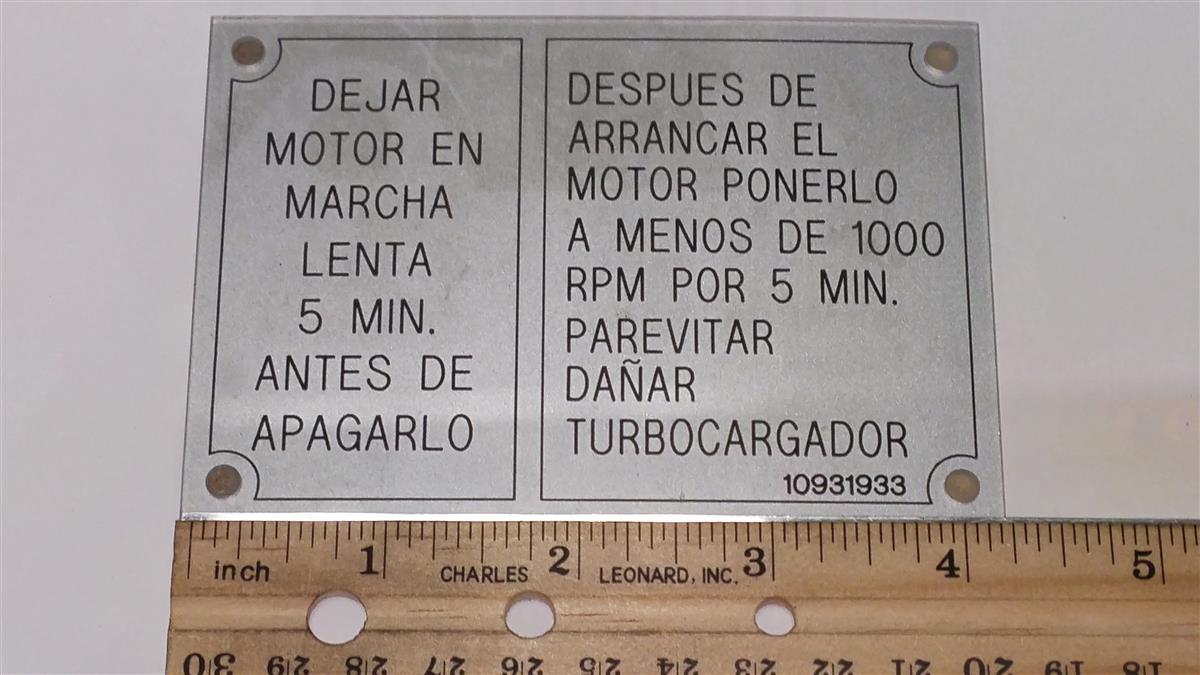 DEJAR
MOTOR EN
MARCHA
LENTA
5 MIN.
ANTES DE
APAGARLO
DESPUES DE
ARRANCAR EL
MOTOR PONERLO
A MENOS DE 1000
RPM POR 5 MIN.
PAREVITAR
DAÑAR
TURBOCARGADOR
10931933
inch 1 CHARLES 2 LEONARD, INC. 3 4 5
30 29 28 27 26 25 24 23 22 21 20 19 18